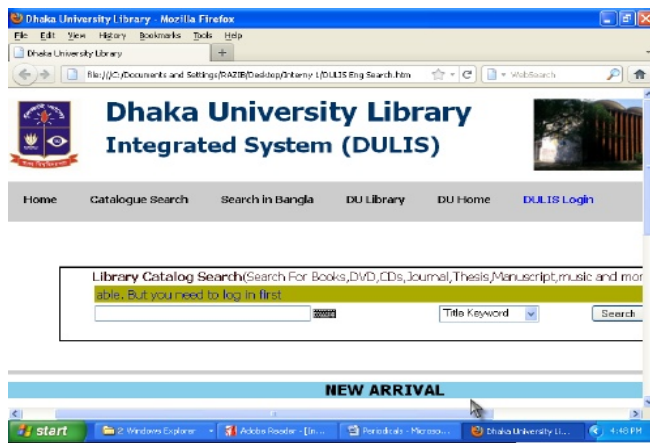 Dhaka University Library - Mozilla Firefox
File Edit View History Bookmarks Tools Help
Dhaka University Library +
file:///C:/Documents and Settings/RAZIB/Desktop/Interny 1/DULIS Eng Search.htm WebSearch
Dhaka University Library
Integrated System (DULIS)
Home Catalogue Search Search in Bangla DU Library DU Home DULIS Login
Library Catalog Search(Search For Books,DVD,CDs,Journal,Thesis,Manuscript,music and mor
able. But you need to log in first
Title Keyword Search
NEW ARRIVAL
start 2 Windows Explorer Adobe Reader - [In... Periodicals - Microso... Dhaka University Li... 4:48 PM